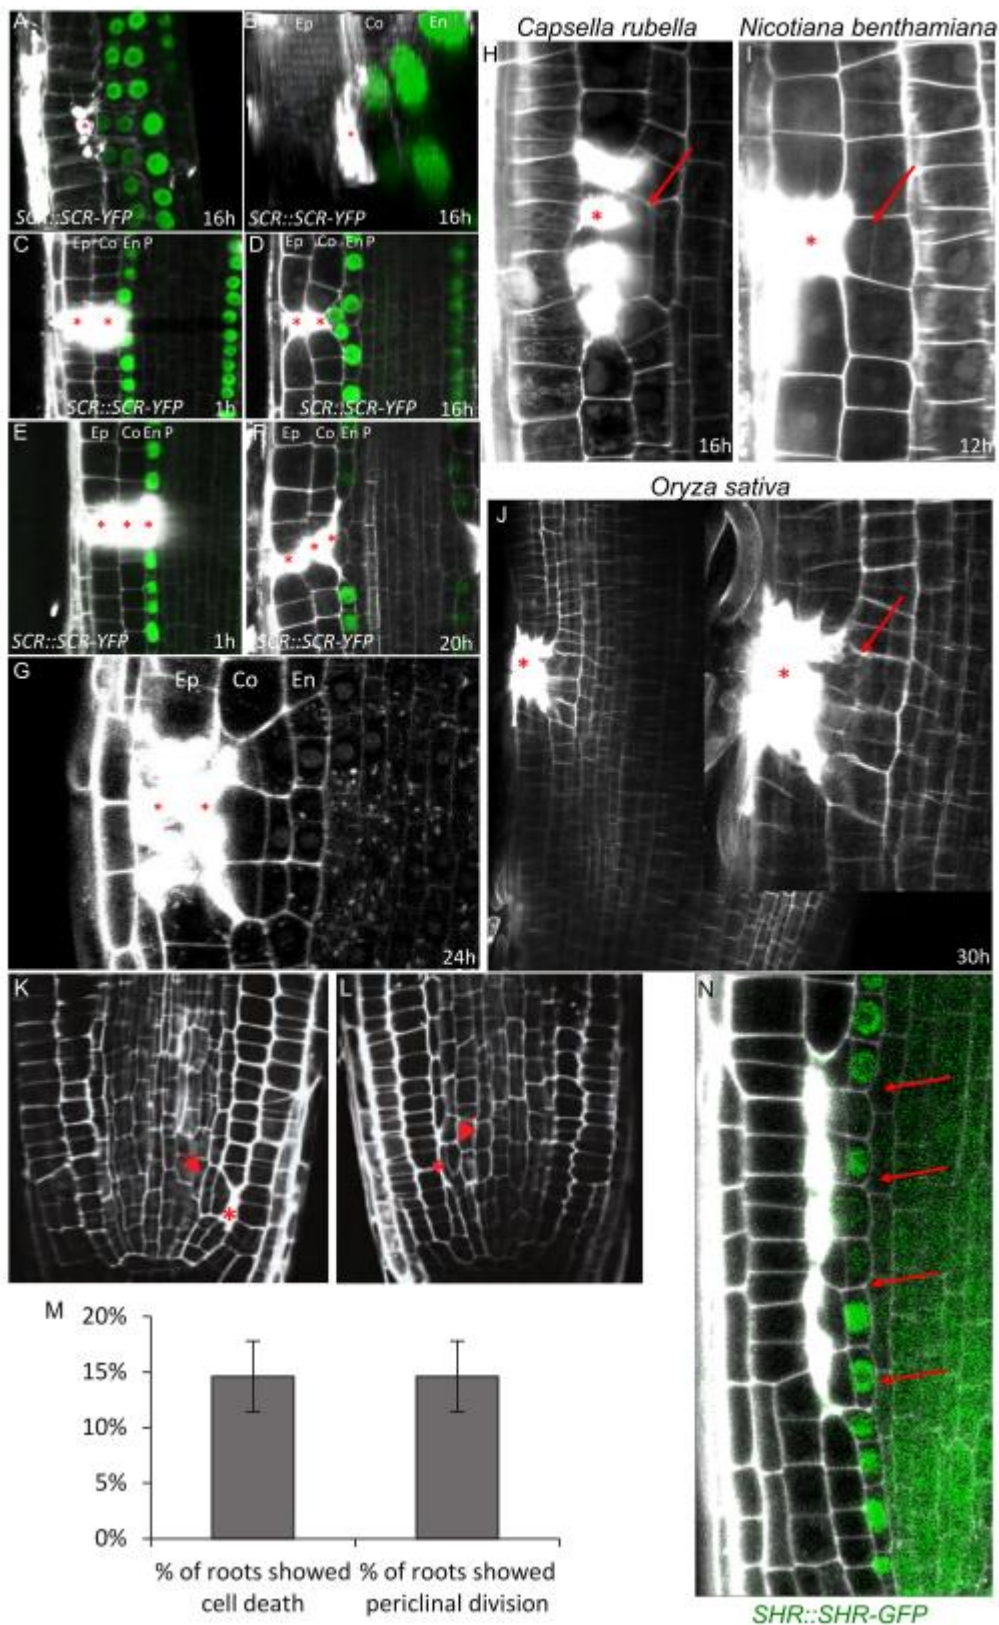 Capsella rubella
Nicotiana benthamiana
A
SCR::SCR-YFP
16h
B
Ep
Co
En
SCR::SCR-YFP
16h
H
16h
I
12h
C
Ep Co En P
SCR::SCR-YFP
1h
D
Ep Co En P
SCR::SCR-YFP
16h
E
Ep Co En P
SCR::SCR-YFP
1h
F
Ep Co En P
SCR::SCR-YFP
20h
Oryza sativa
J
30h
G
Ep
Co
En
24h
K
L
N
SHR::SHR-GFP
M
20%
15%
10%
5%
0%
% of roots showed
cell death
% of roots showed
periclinal division